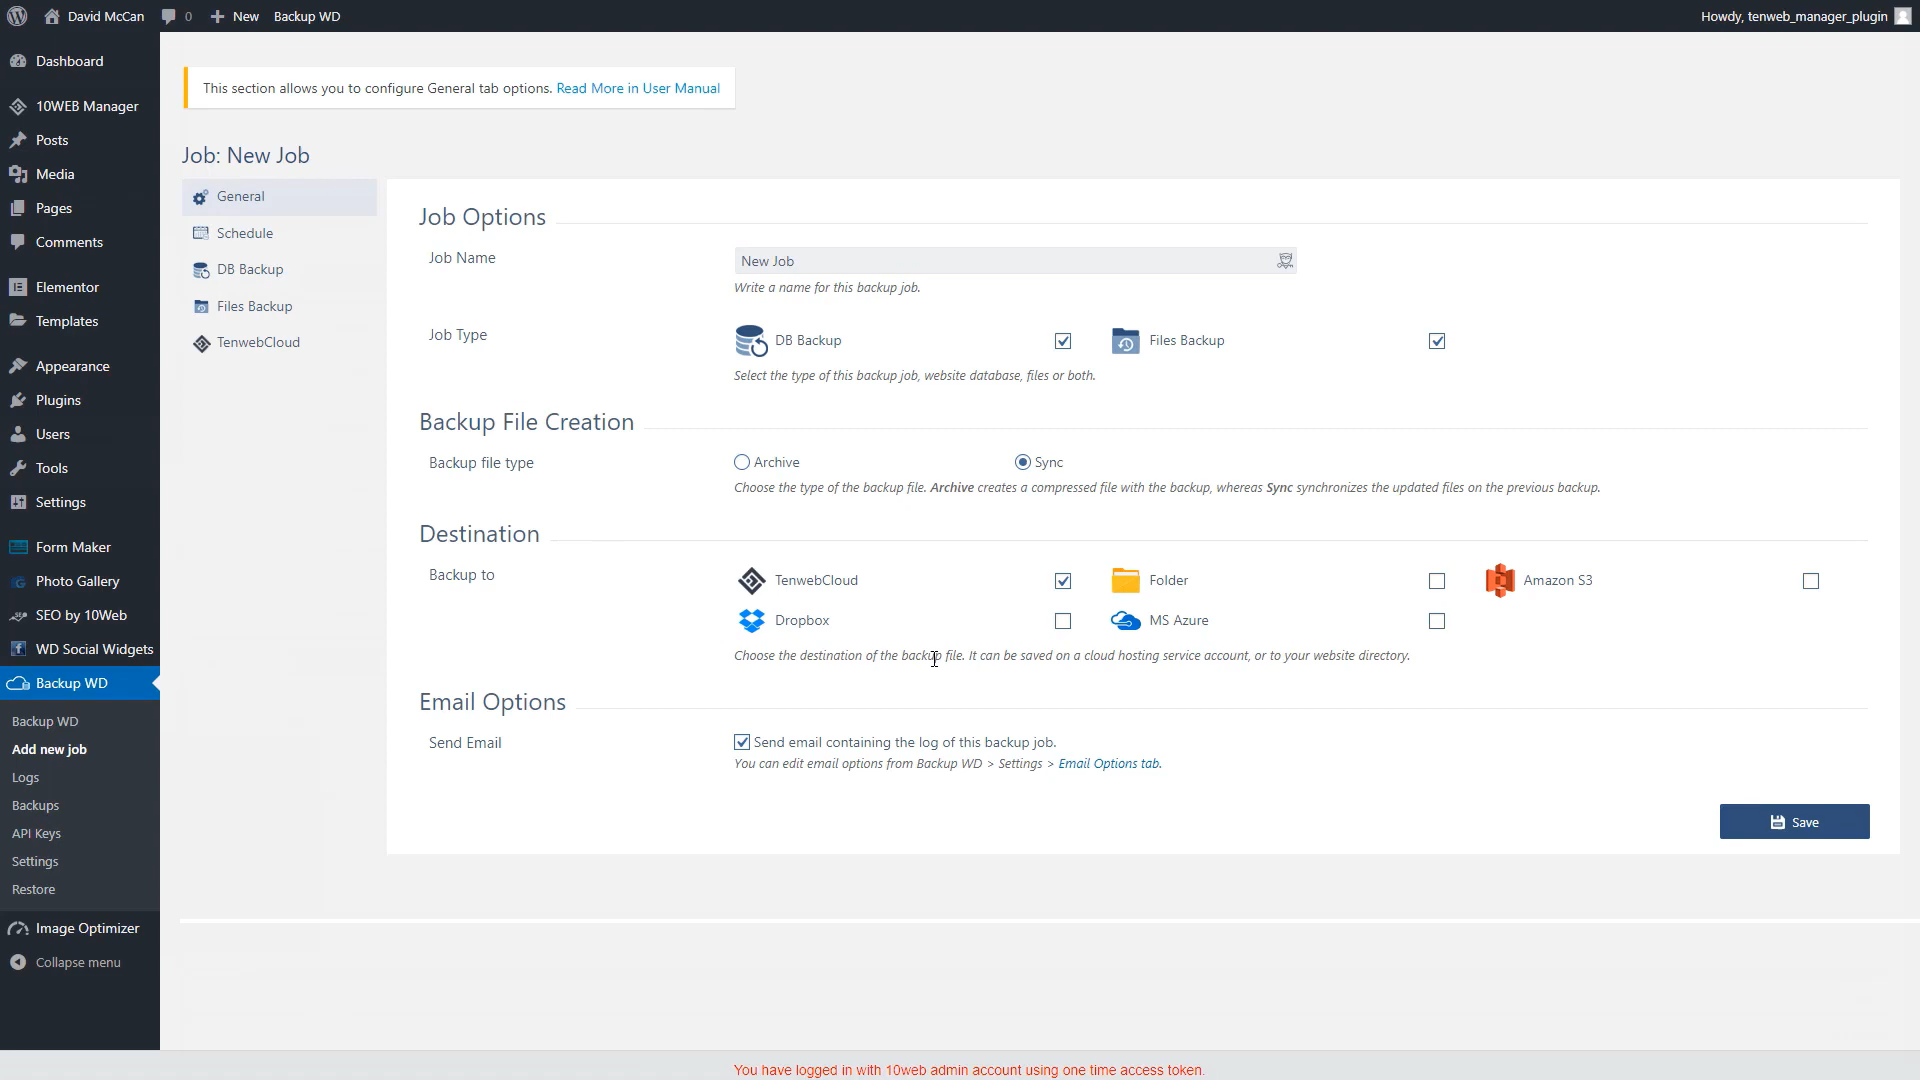 David McCan
0
New
Backup WD
Howdy, tenweb_manager_plugin
Dashboard
10WEB Manager
Posts
Media
Pages
Comments
Elementor
Templates
Appearance
Plugins
Users
Tools
Settings
Form Maker
Photo Gallery
SEO by 10Web
WD Social Widgets
Backup WD
Backup WD
Add new job
Logs
Backups
API Keys
Settings
Restore
Image Optimizer
Collapse menu
This section allows you to configure General tab options. Read More in User Manual
Job: New Job
General
Schedule
DB Backup
Files Backup
TenwebCloud
Job Options
Job Name
New Job
Write a name for this backup job.
Job Type
DB Backup
Files Backup
Select the type of this backup job, website database, files or both.
Backup File Creation
Backup file type
Archive
Sync
Choose the type of the backup file. Archive creates a compressed file with the backup, whereas Sync synchronizes the updated files on the previous backup.
Destination
Backup to
TenwebCloud
Folder
Amazon S3
Dropbox
MS Azure
Choose the destination of the backup file. It can be saved on a cloud hosting service account, or to your website directory.
Email Options
Send Email
Send email containing the log of this backup job.
You can edit email options from Backup WD > Settings > Email Options tab.
Save
You have logged in with 10web admin account using one time access token.